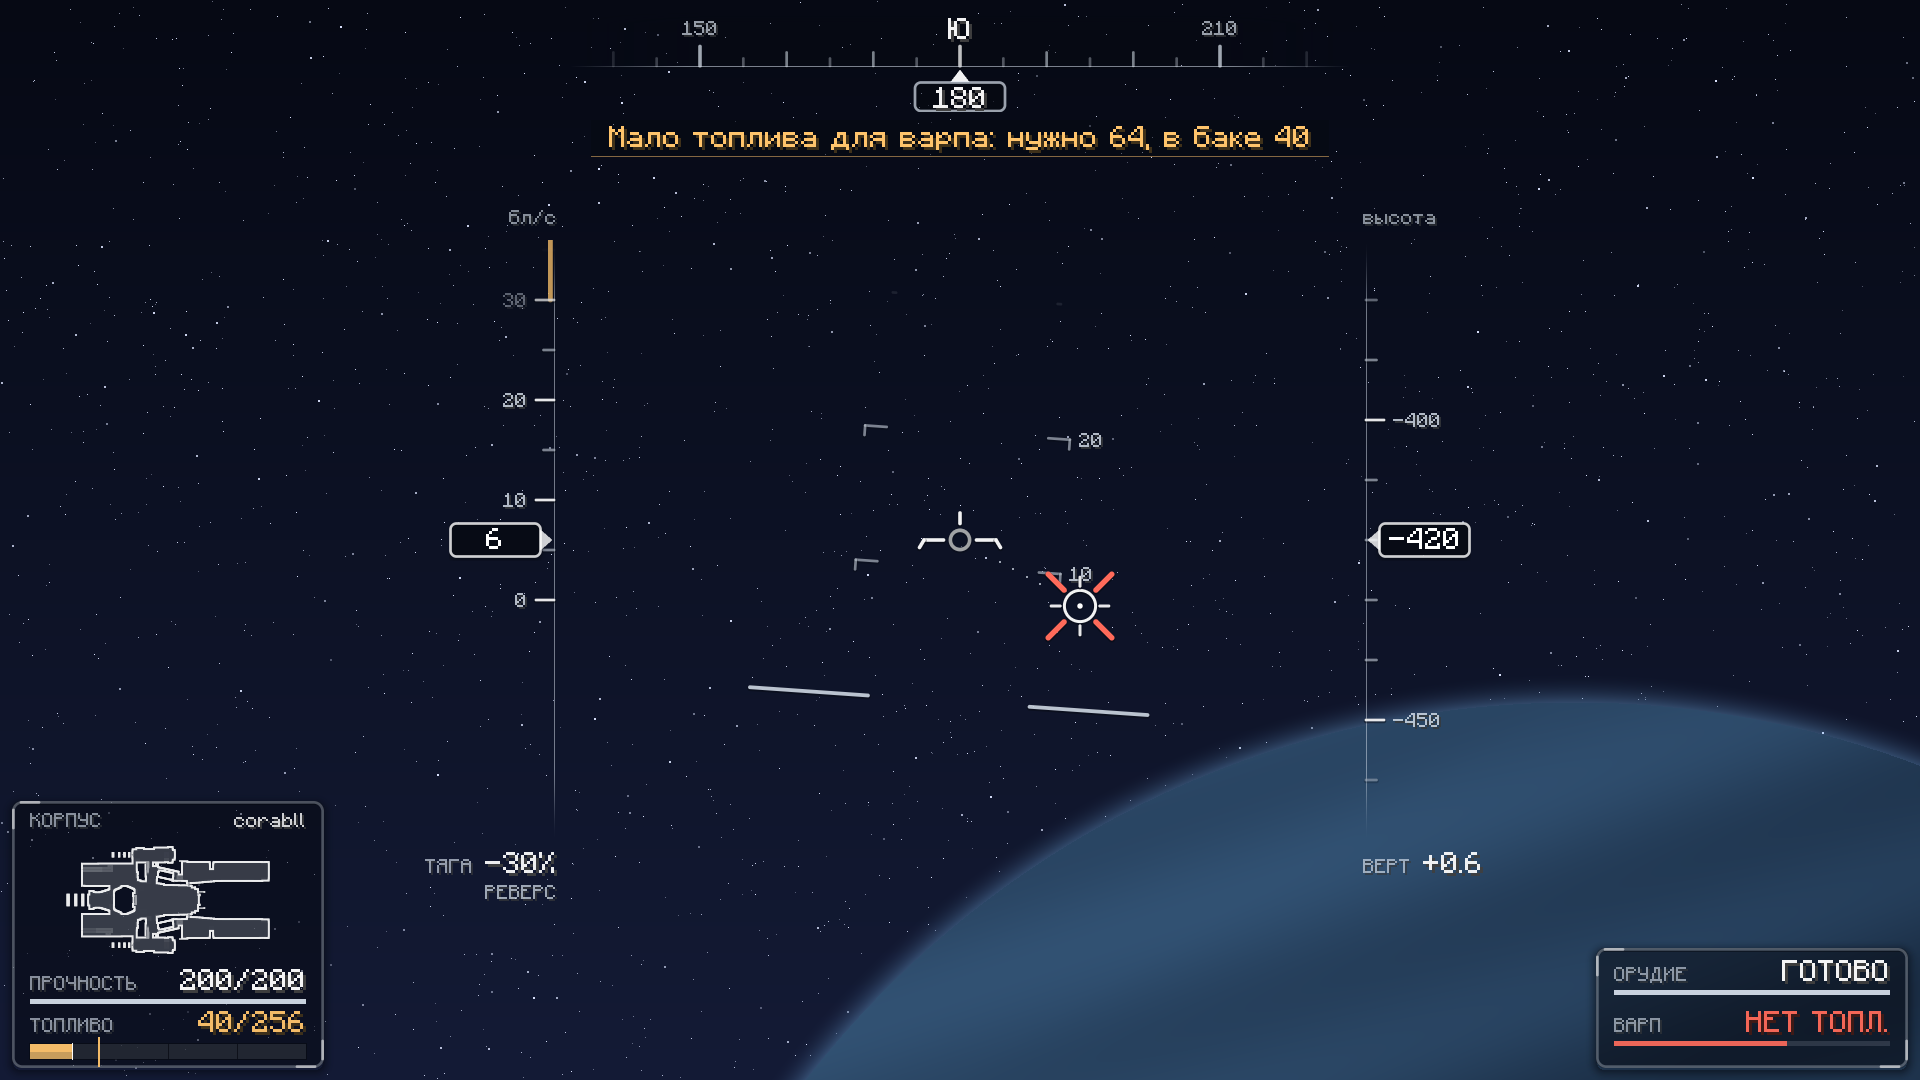 150 Ю 210
180
Мало топлива для варпа: нужно 64, в баке 40
бл/с
высота
30
20
-400
20
10
6
-420
10
0
-450
КОРПУС corabll
ТЯГА -30%
РЕВЕРС
ВЕРТ +0.6
ПРОЧНОСТЬ 200/200
ТОПЛИВО 40/256
ОРУДИЕ ГОТОВО
ВАРП НЕТ ТОПЛ.